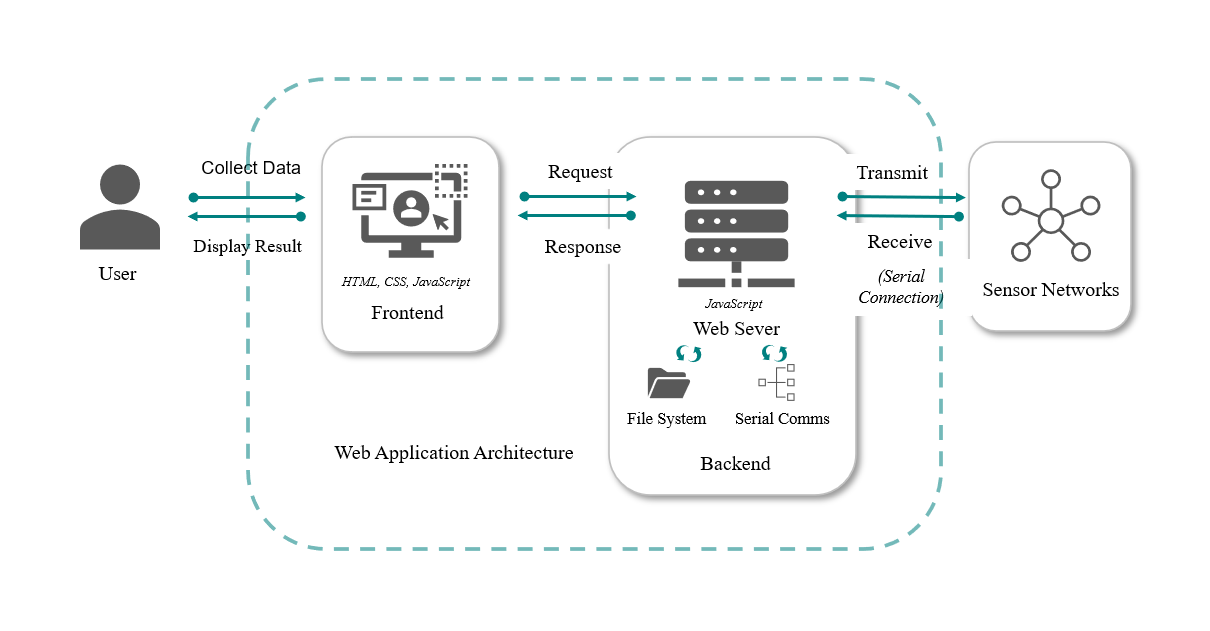 Collect Data
Display Result
User
HTML, CSS, JavaScript
Frontend
Request
Response
JavaScript
Web Sever
File System
Serial Comms
Backend
Web Application Architecture
Transmit
Receive
(Serial
Connection)
Sensor Networks